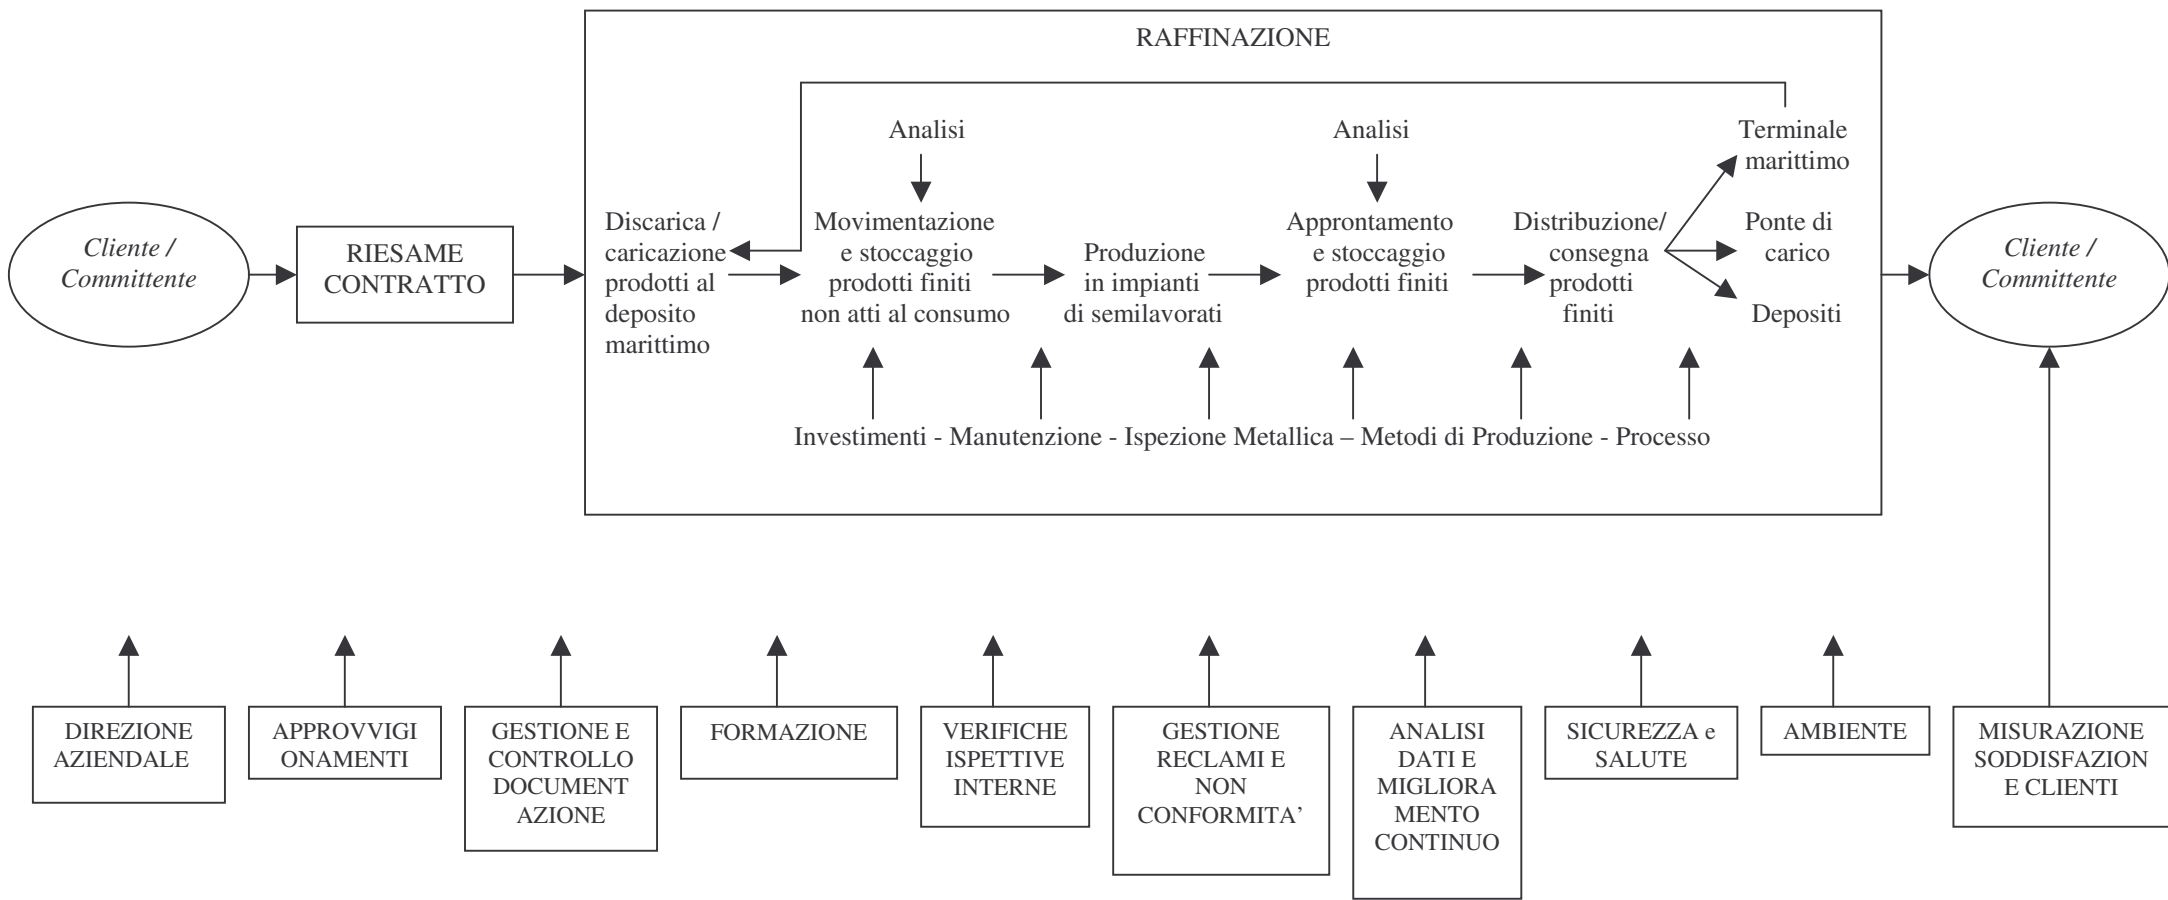 RAFFINAZIONE
Cliente /
Committente
RIESAME
CONTRATTO
Discarica /
caricazione
prodotti al
deposito
marittimo
Analisi
Movimentazione
e stoccaggio
prodotti finiti
non atti al consumo
Produzione
in impianti
di semilavorati
Analisi
Approntamento
e stoccaggio
prodotti finiti
Distribuzione/
consegna
prodotti
finiti
Terminale
marittimo
Ponte di
carico
Depositi
Investimenti - Manutenzione - Ispezione Metallica – Metodi di Produzione - Processo
Cliente /
Committente
DIREZIONE
AZIENDALE
APPROVVIGI
ONAMENTI
GESTIONE E
CONTROLLO
DOCUMENT
AZIONE
FORMAZIONE
VERIFICHE
ISPETTIVE
INTERNE
GESTIONE
RECLAMI E
NON
CONFORMITA’
ANALISI
DATI E
MIGLIORA
MENTO
CONTINUO
SICUREZZA e
SALUTE
AMBIENTE
MISURAZIONE
SODDISFAZION
E CLIENTI